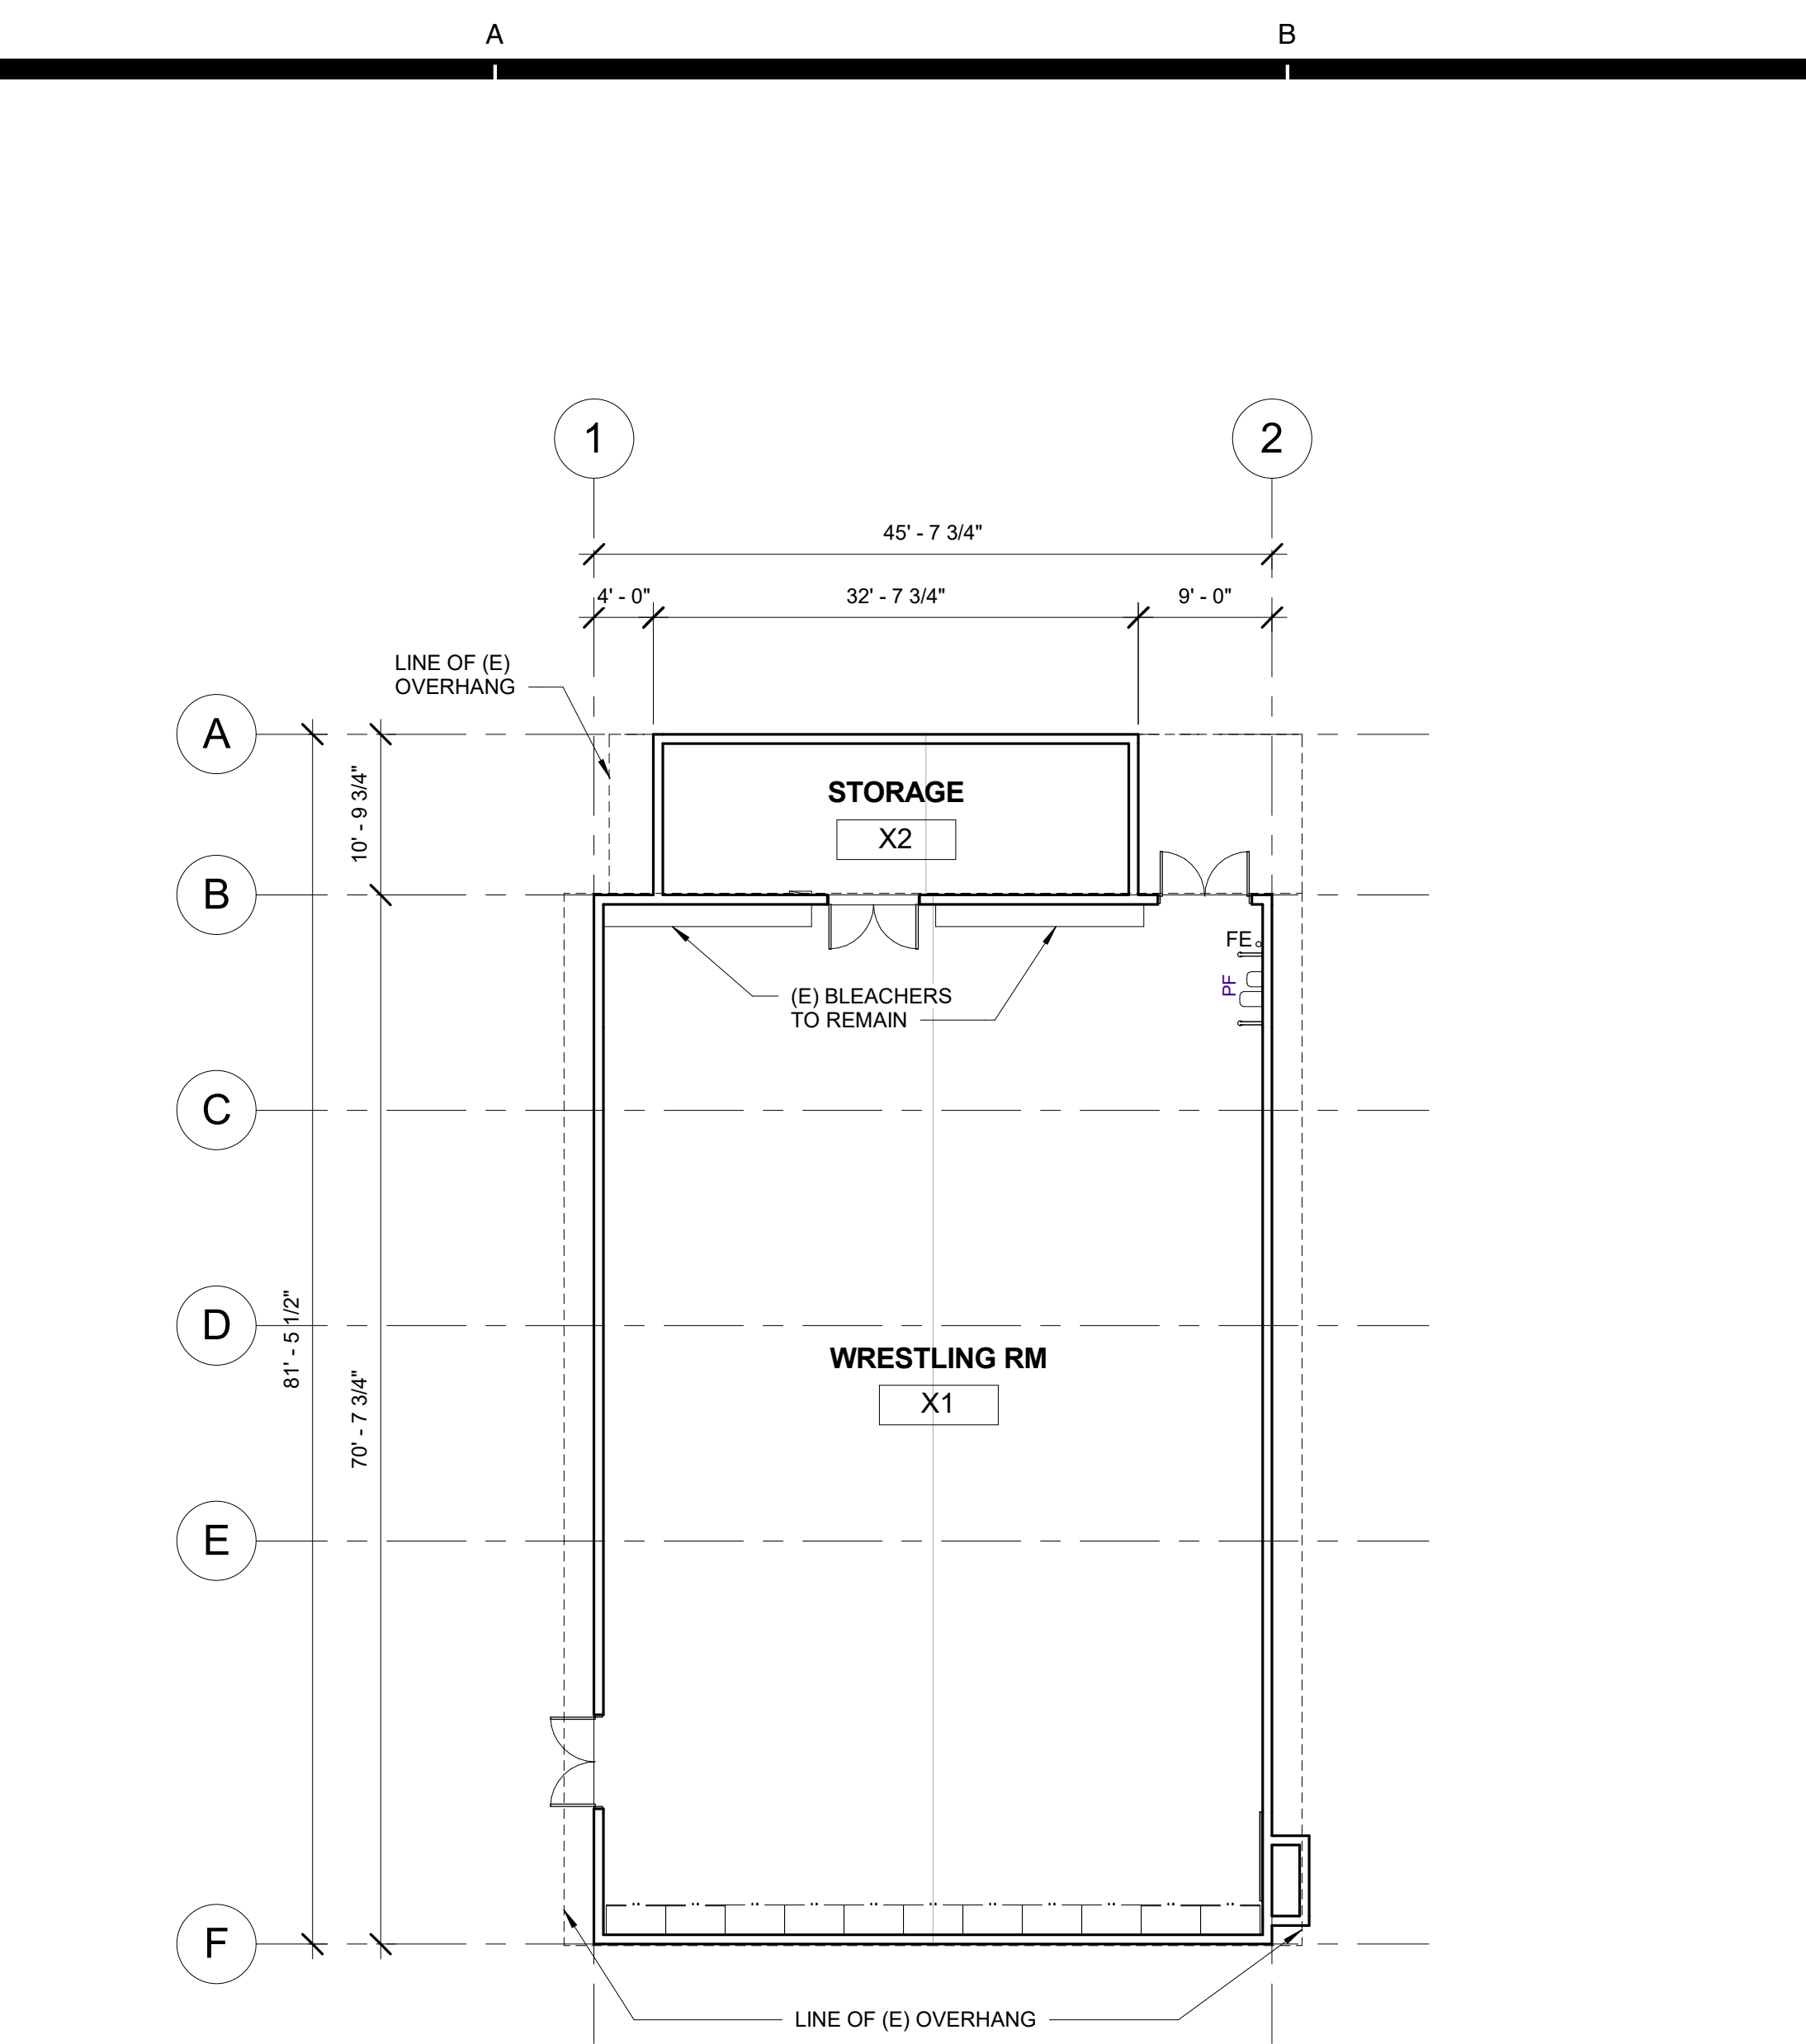 A
B
1
2
45' - 7 3/4"
4' - 0"
32' - 7 3/4"
9' - 0"
LINE OF (E)
OVERHANG
A
10' - 9 3/4"
STORAGE
X2
B
FE
PF
(E) BLEACHERS
TO REMAIN
C
D
81' - 5 1/2"
70' - 7 3/4"
WRESTLING RM
X1
E
F
LINE OF (E) OVERHANG